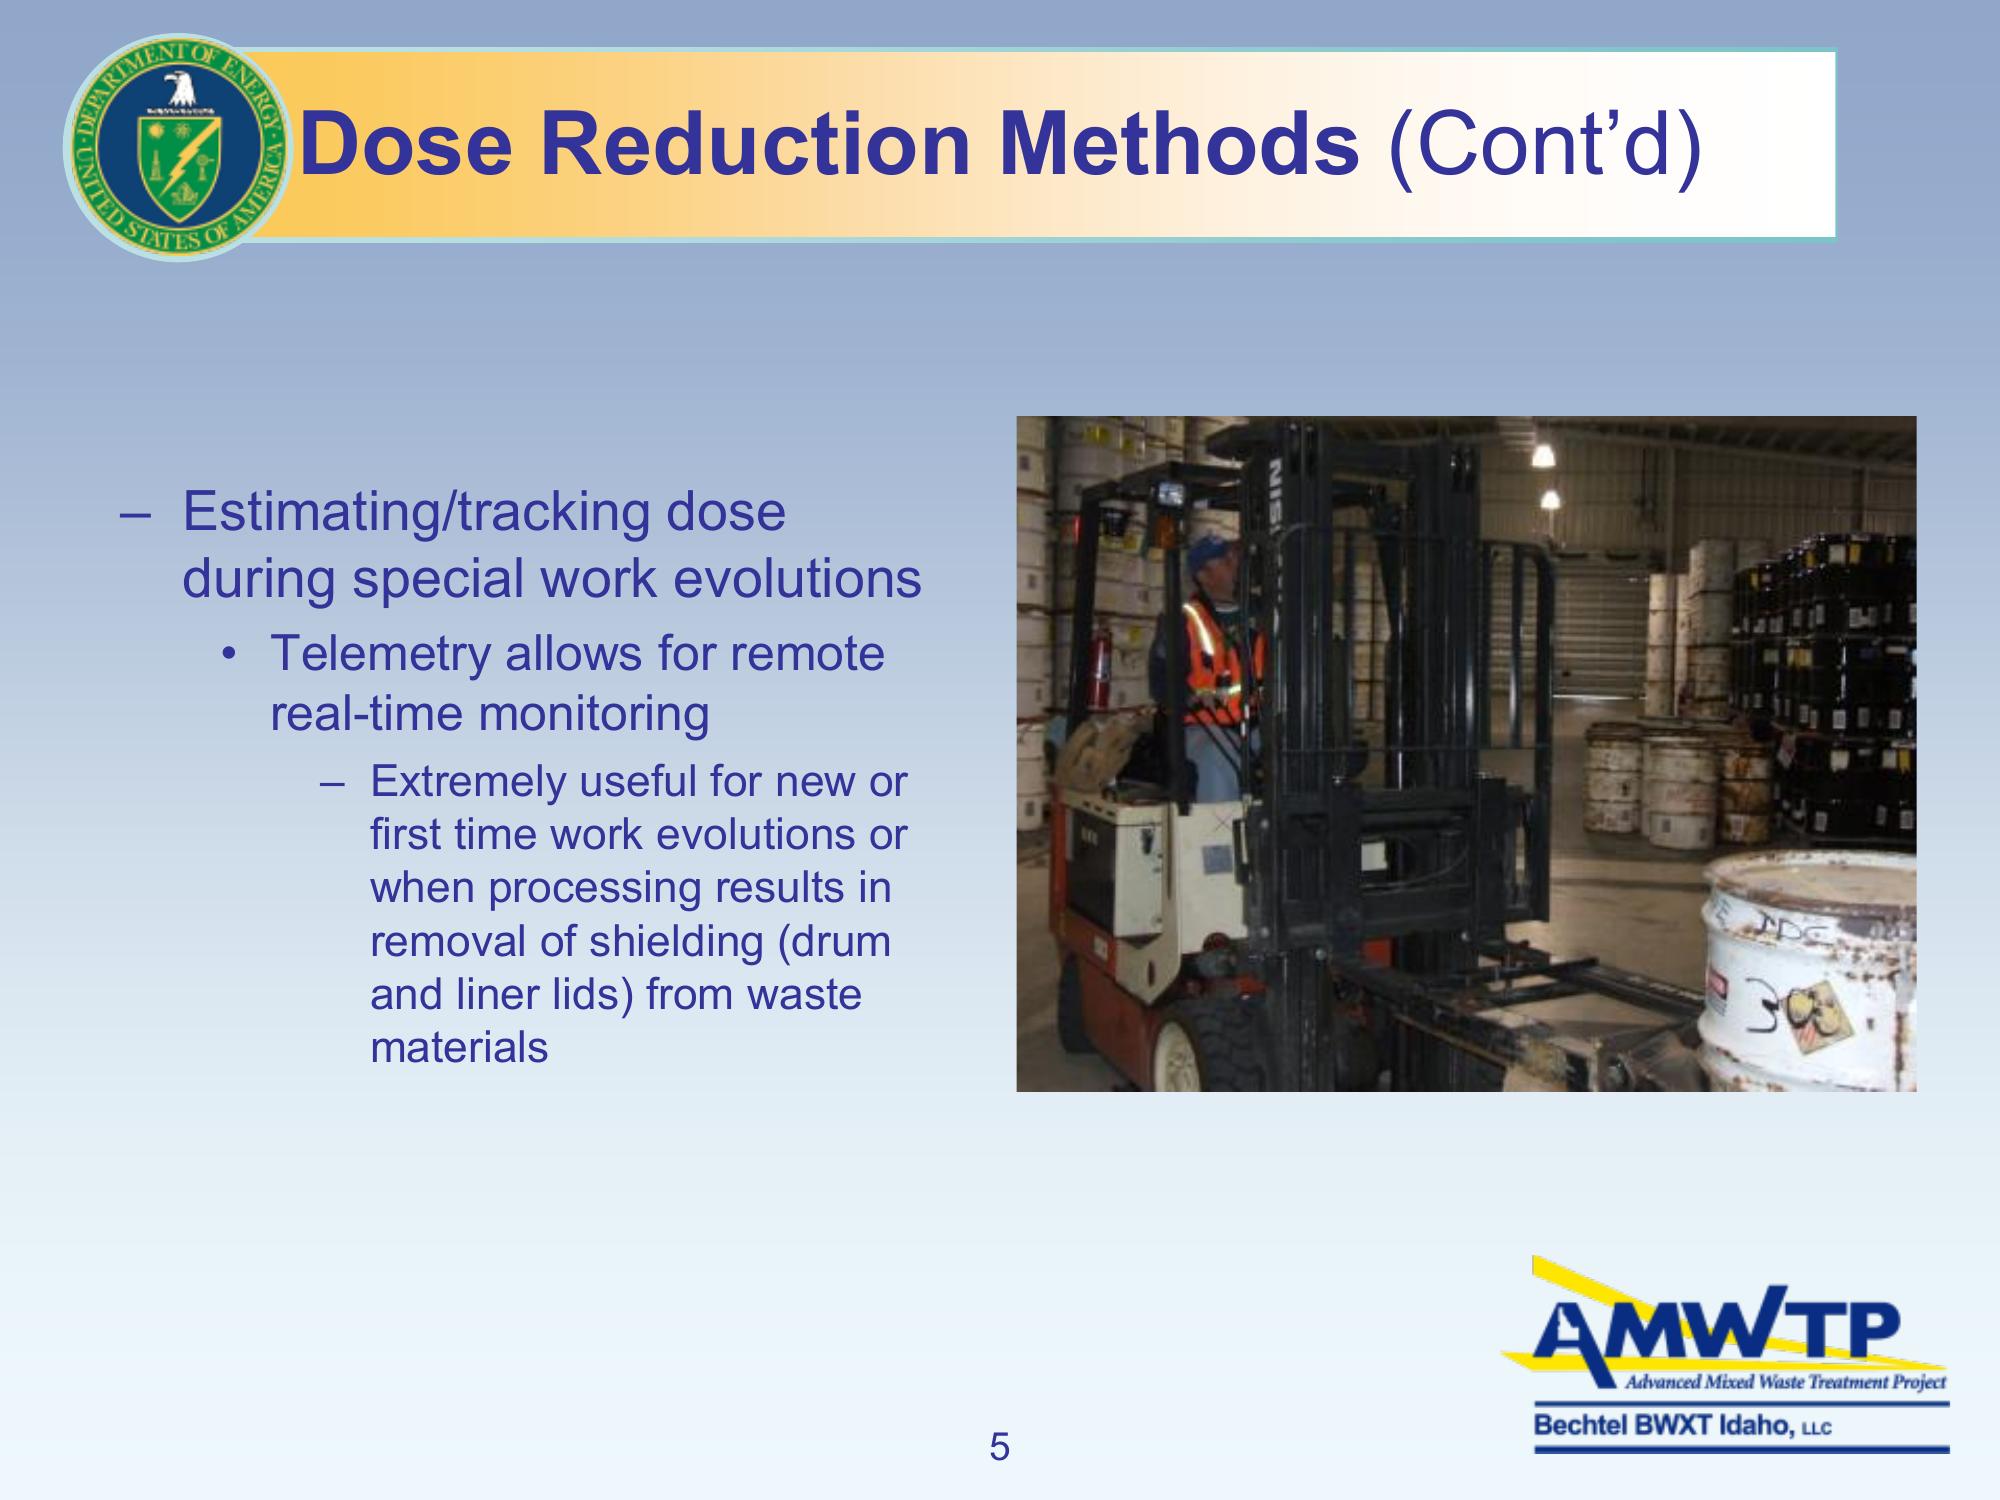 UNITED STATES OF AMERICA · DEPARTMENT OF ENERGY ·
Dose Reduction Methods (Cont’d)
– Estimating/tracking dose
during special work evolutions
• Telemetry allows for remote
real-time monitoring
– Extremely useful for new or
first time work evolutions or
when processing results in
removal of shielding (drum
and liner lids) from waste
materials
NISS
3
AMWTP
Advanced Mixed Waste Treatment Project
Bechtel BWXT Idaho, LLC
5